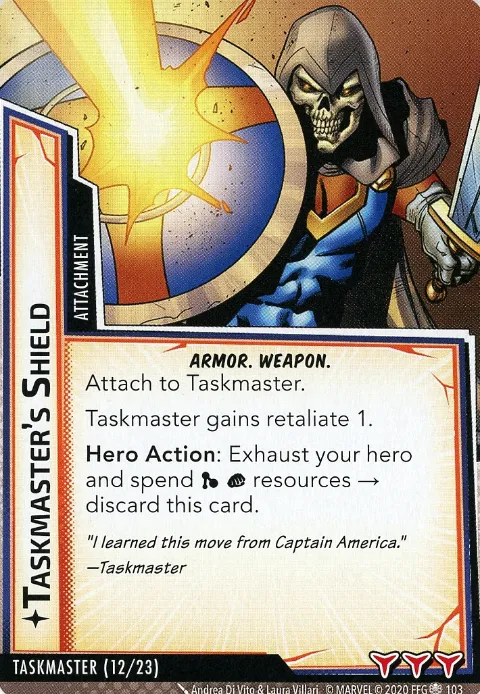 ATTACHMENT
TASKMASTER'S SHIELD
ARMOR. WEAPON.
Attach to Taskmaster.
Taskmaster gains retaliate 1.
Hero Action: Exhaust your hero
and spend resources →
discard this card.
"I learned this move from Captain America."
—Taskmaster
TASKMASTER (12/23)
Andrea Di Vito & Laura Villari. © MARVEL © 2020 FFG 103